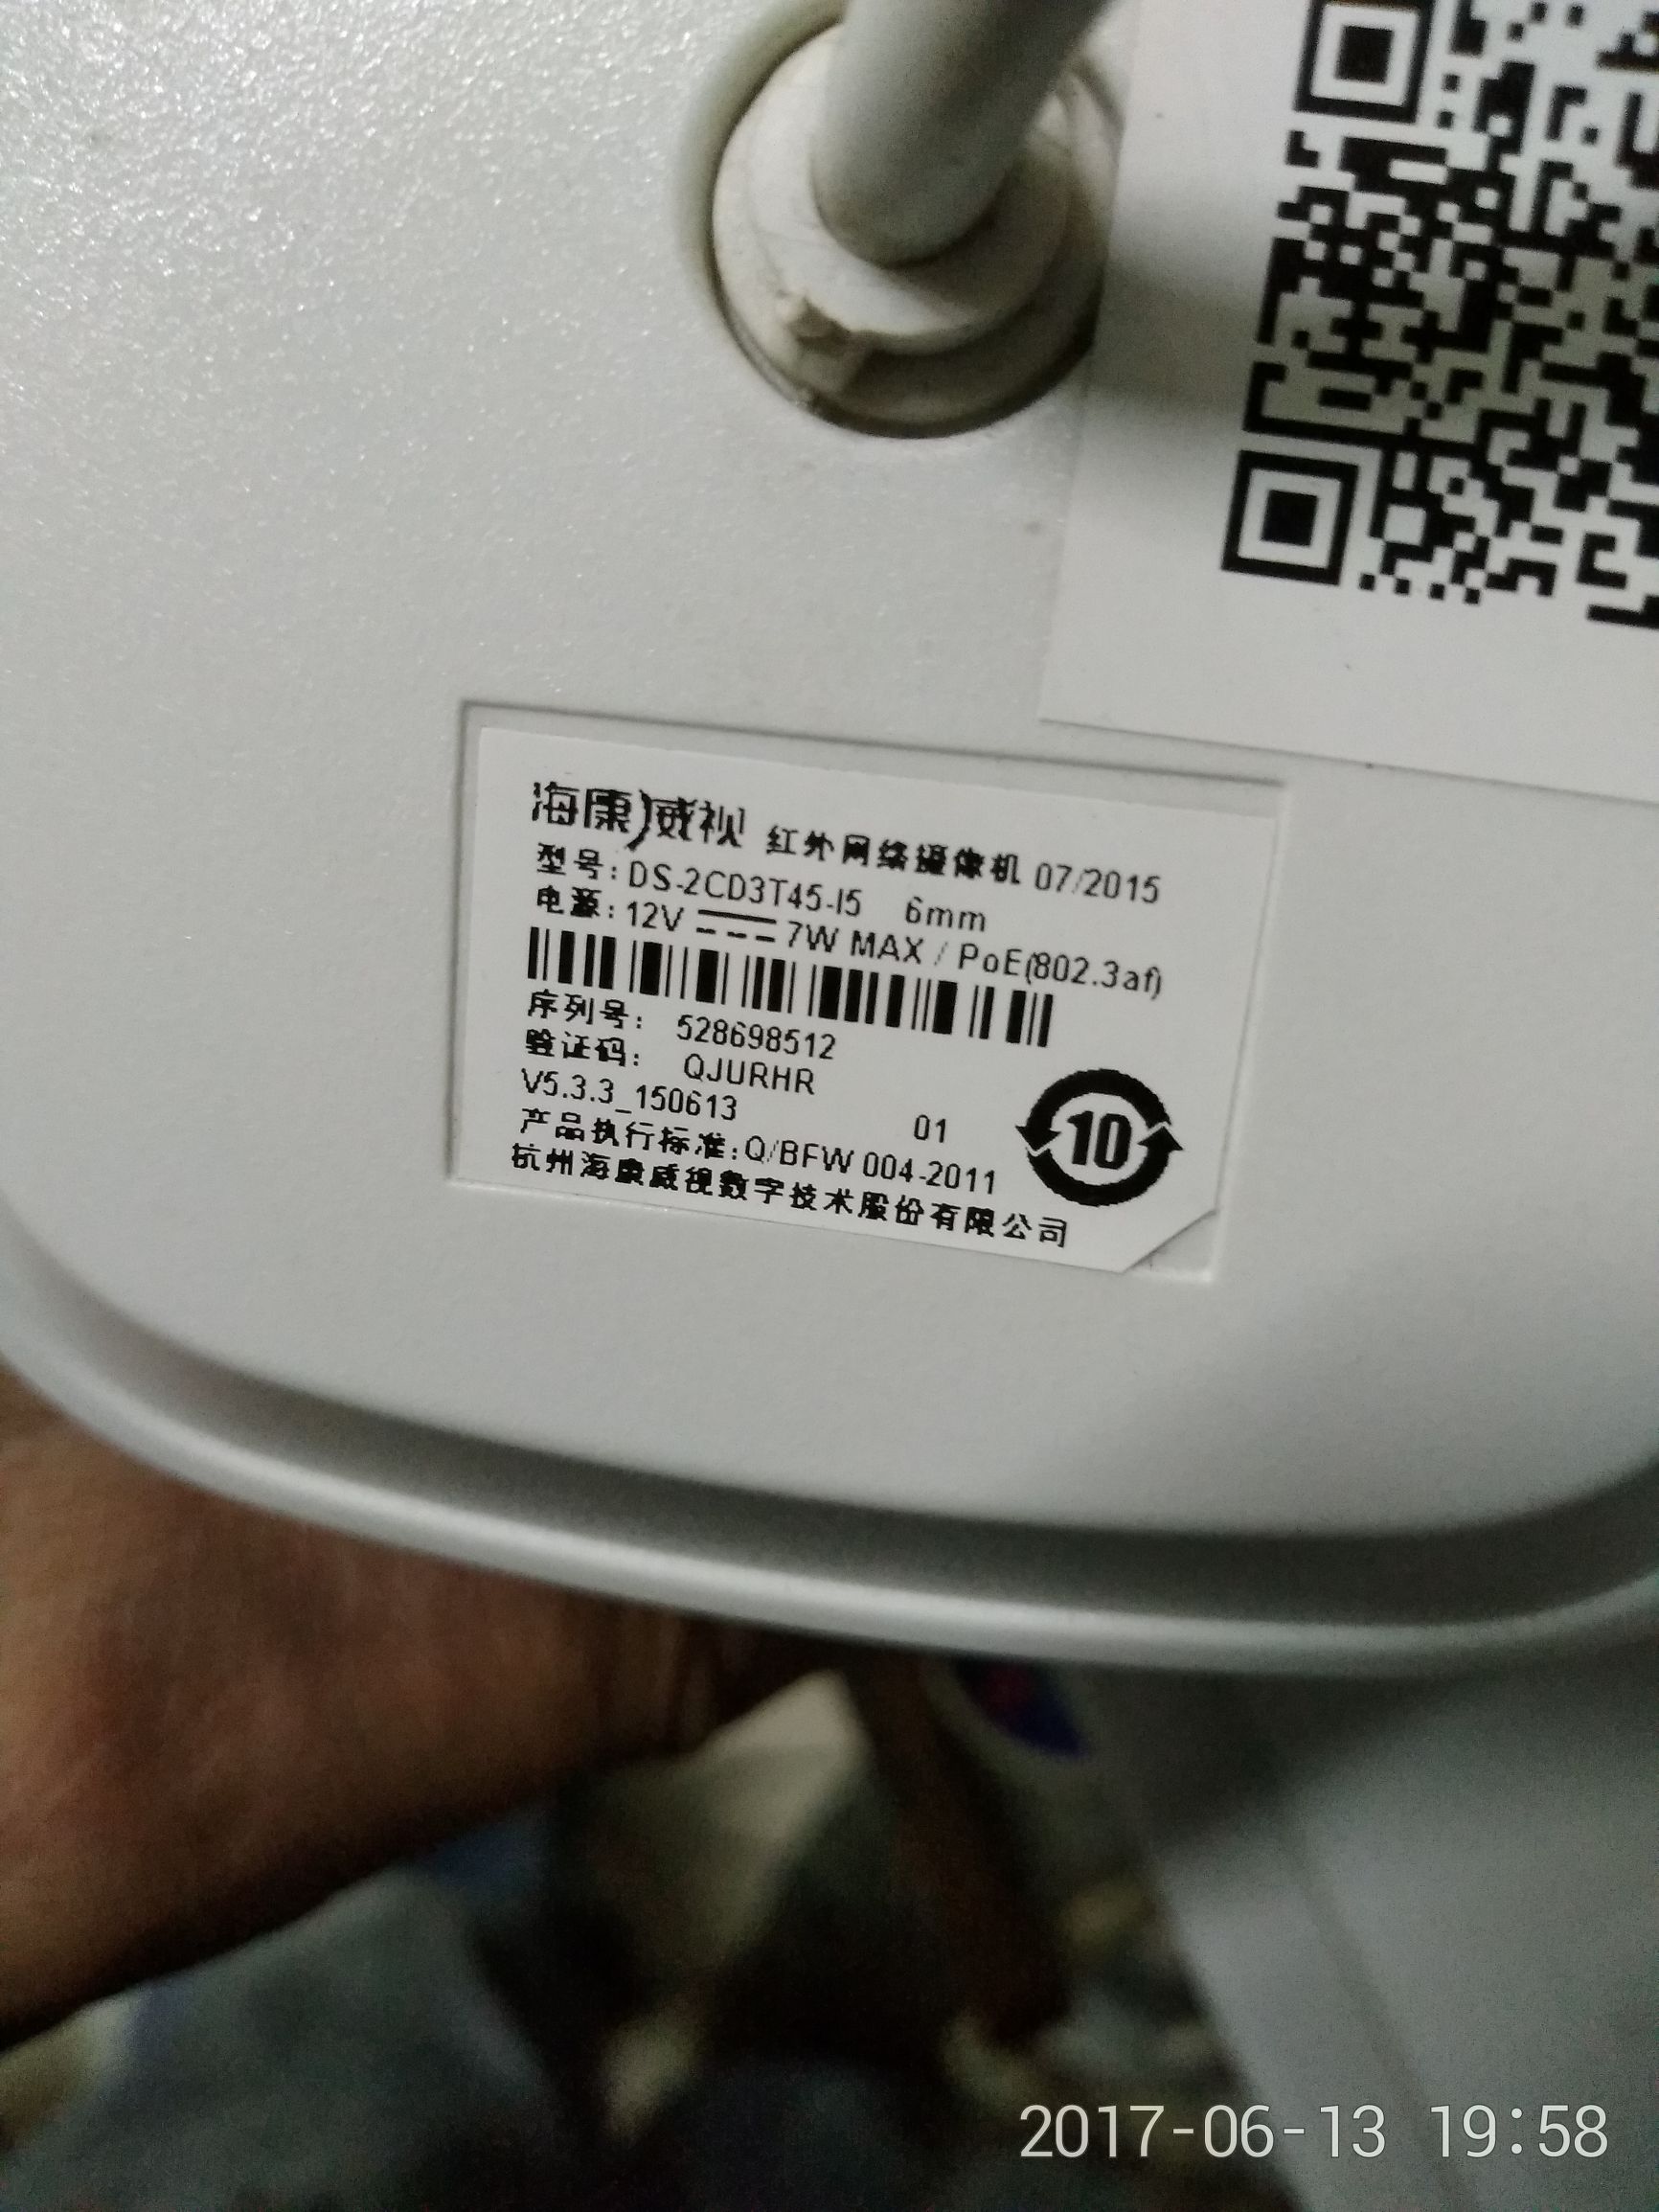 海康威视 红外网络摄像机 07/2015
型号: DS-2CD3T45-I5 6mm
电源: 12V 7W MAX / PoE(802.3af)
序列号: 528698512
验证码: QJURHR
V5.3.3_150613 01
产品执行标准: Q/BFW 004-2011
10
杭州海康威视数字技术股份有限公司
2017-06-13 19:58